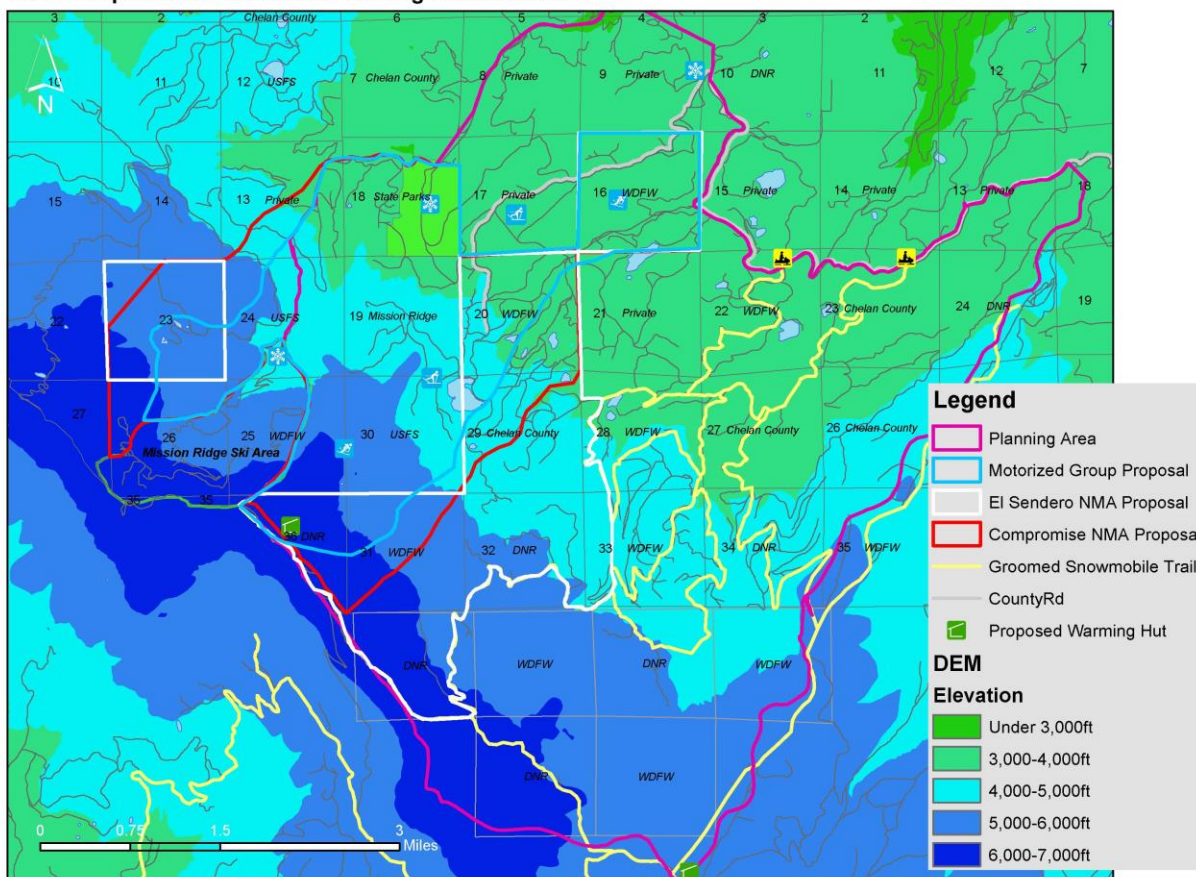 3
2
Chelan County
6
5
4
3
2
10
11
12 USFS
7 Chelan County
8 Private
9 Private
10 DNR
11
12
7
N
15
14
13 Private
18 State Parks
17 Private
16 WDFW
15 Private
14 Private
13 Private
18
22
23
24 USFS
19 Mission Ridge
20 WDFW
21 Private
22 WDFW
23 Chelan County
24 DNR
19
27
26
25 WDFW
30 USFS
29 Chelan County
28 WDFW
27 Chelan County
26 Chelan County
Mission Ridge Ski Area
35
35
36 DNR
31 WDFW
32 DNR
33 WDFW
34 DNR
35 WDFW
DNR
WDFW
DNR
WDFW
DNR
WDFW
0 0.75 1.5 3
Miles
Legend
Planning Area
Motorized Group Proposal
El Sendero NMA Proposal
Compromise NMA Proposa
Groomed Snowmobile Trail
CountyRd
Proposed Warming Hut
DEM
Elevation
Under 3,000ft
3,000-4,000ft
4,000-5,000ft
5,000-6,000ft
6,000-7,000ft